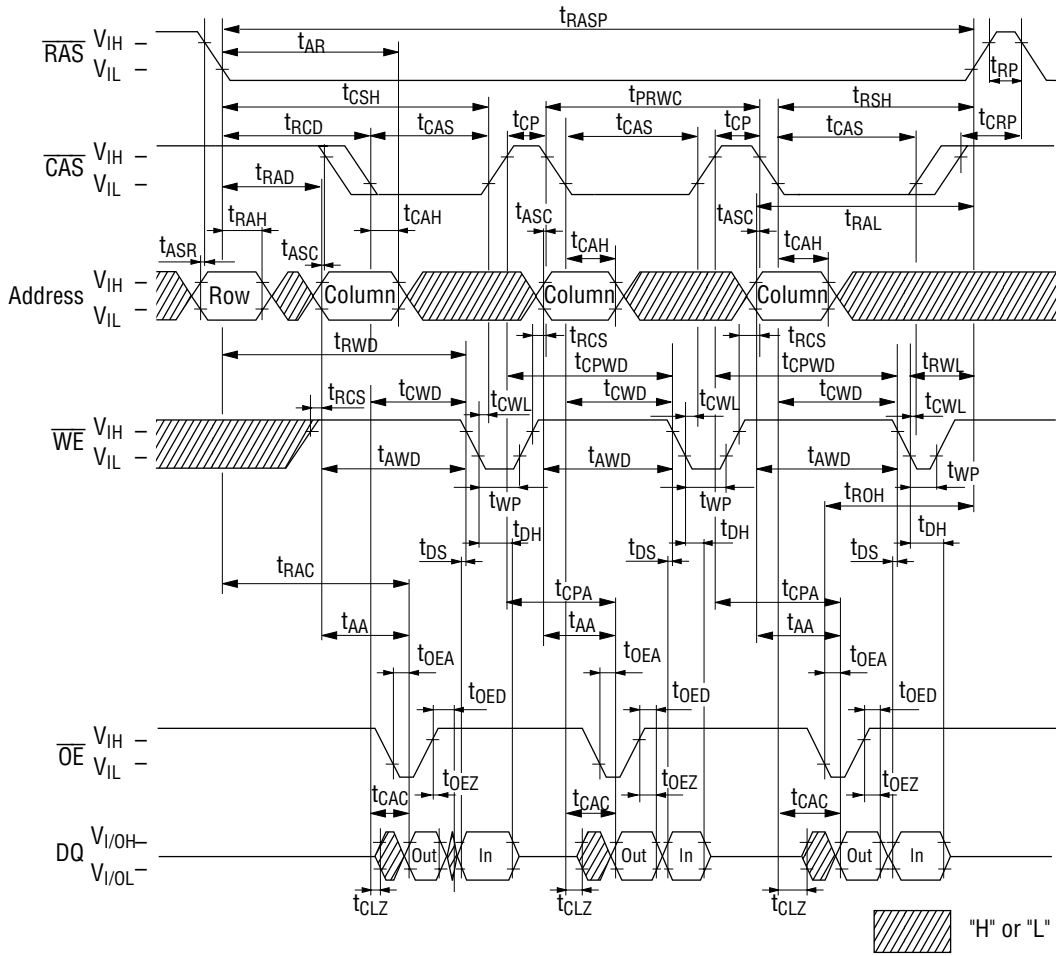 tRASP
tAR
RAS VIH
VIL
tRP
tCSH tPRWC tRSH
tRCD tCAS tCP tCAS tCP tCAS tCRP
CAS VIH
VIL
tRAD
tRAH tCAH tASC tASC tRAL
tASR tASC tCAH tCAH
Address VIH
VIL
Row Column Column Column
tRWD tRCS tRCS
tCPWD tCPWD tRWL
tRCS tCWD tCWL tCWD tCWL tCWD tCWL
WE VIH
VIL
tAWD tAWD tAWD
tWP tWP tWP
tROH
tDH tDH tDH
tDS tDS tDS
tRAC
tCPA tCPA
tAA tAA tAA
tOEA tOEA tOEA
tOED tOED tOED
OE VIH
VIL
tOEZ tOEZ tOEZ
tCAC tCAC tCAC
DQ VI/OH
VI/OL
Out In Out In Out In
tCLZ tCLZ tCLZ
"H" or "L"